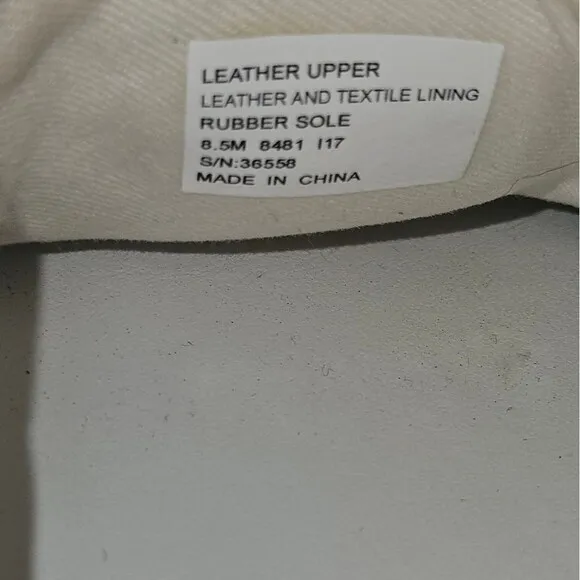 LEATHER UPPER
LEATHER AND TEXTILE LINING
RUBBER SOLE
8.5M 8481 I17
S/N:36558
MADE IN CHINA